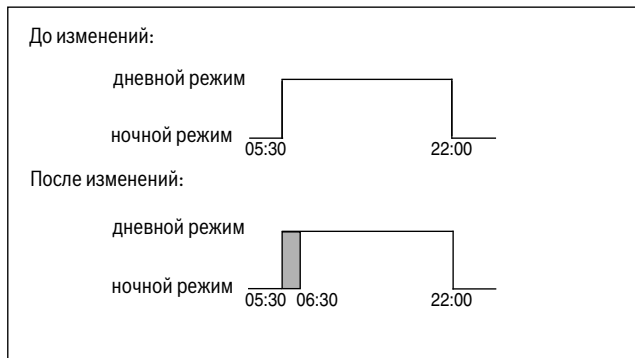 До изменений:
дневной режим
ночной режим
05:30 22:00
После изменений:
дневной режим
ночной режим
05:30 06:30 22:00